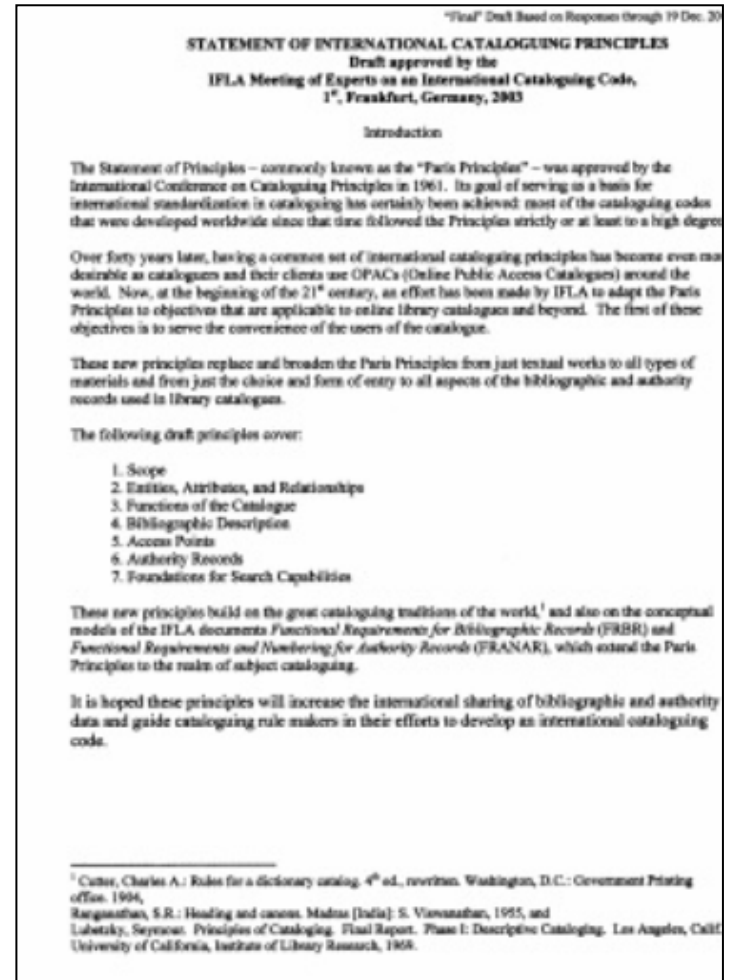 "Final" Draft Based on Responses through 19 Dec. 20
STATEMENT OF INTERNATIONAL CATALOGUING PRINCIPLES
Draft approved by the
IFLA Meeting of Experts on an International Cataloguing Code,
1st, Frankfurt, Germany, 2003
Introduction
The Statement of Principles – commonly known as the "Paris Principles" – was approved by the
International Conference on Cataloguing Principles in 1961. Its goal of serving as a basis for
international standardization in cataloguing has certainly been achieved: most of the cataloguing codes
that were developed worldwide since that time followed the Principles strictly or at least to a high degree
Over forty years later, having a common set of international cataloguing principles has become even mo
desirable as cataloguers and their clients use OPACs (Online Public Access Catalogues) around the
world. Now, at the beginning of the 21st century, an effort has been made by IFLA to adapt the Paris
Principles to objectives that are applicable to online library catalogues and beyond. The first of these
objectives is to serve the convenience of the users of the catalogue.
These new principles replace and broaden the Paris Principles from just textual works to all types of
materials and from just the choice and form of entry to all aspects of the bibliographic and authority
records used in library catalogues.
The following draft principles cover:
1. Scope
2. Entities, Attributes, and Relationships
3. Functions of the Catalogue
4. Bibliographic Description
5. Access Points
6. Authority Records
7. Foundations for Search Capabilities
These new principles build on the great cataloguing traditions of the world,1 and also on the conceptual
models of the IFLA documents Functional Requirements for Bibliographic Records (FRBR) and
Functional Requirements and Numbering for Authority Records (FRANAR), which extend the Paris
Principles to the realm of subject cataloguing.
It is hoped these principles will increase the international sharing of bibliographic and authority
data and guide cataloguing rule makers in their efforts to develop an international cataloguing
code.
1 Cutter, Charles A.: Rules for a dictionary catalog. 4th ed., rewritten. Washington, D.C.: Government Printing
office. 1904,
Ranganathan, S.R.: Heading and canons. Madras [India]: S. Viswanathan, 1955, and
Lubetzky, Seymour. Principles of Cataloging. Final Report. Phase I: Descriptive Cataloging. Los Angeles, Calif
University of California, Institute of Library Research, 1969.